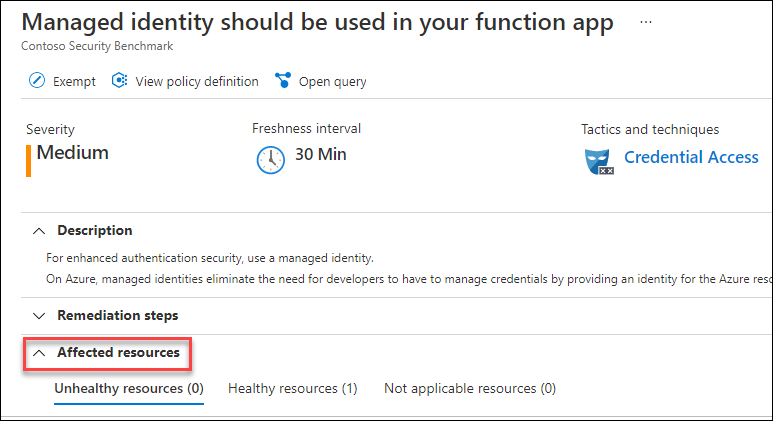 Managed identity should be used in your function app ...
Contoso Security Benchmark
Exempt View policy definition Open query
Severity Freshness interval Tactics and techniques
Medium 30 Min Credential Access
Description
For enhanced authentication security, use a managed identity.
On Azure, managed identities eliminate the need for developers to have to manage credentials by providing an identity for the Azure reso
Remediation steps
Affected resources
Unhealthy resources (0) Healthy resources (1) Not applicable resources (0)